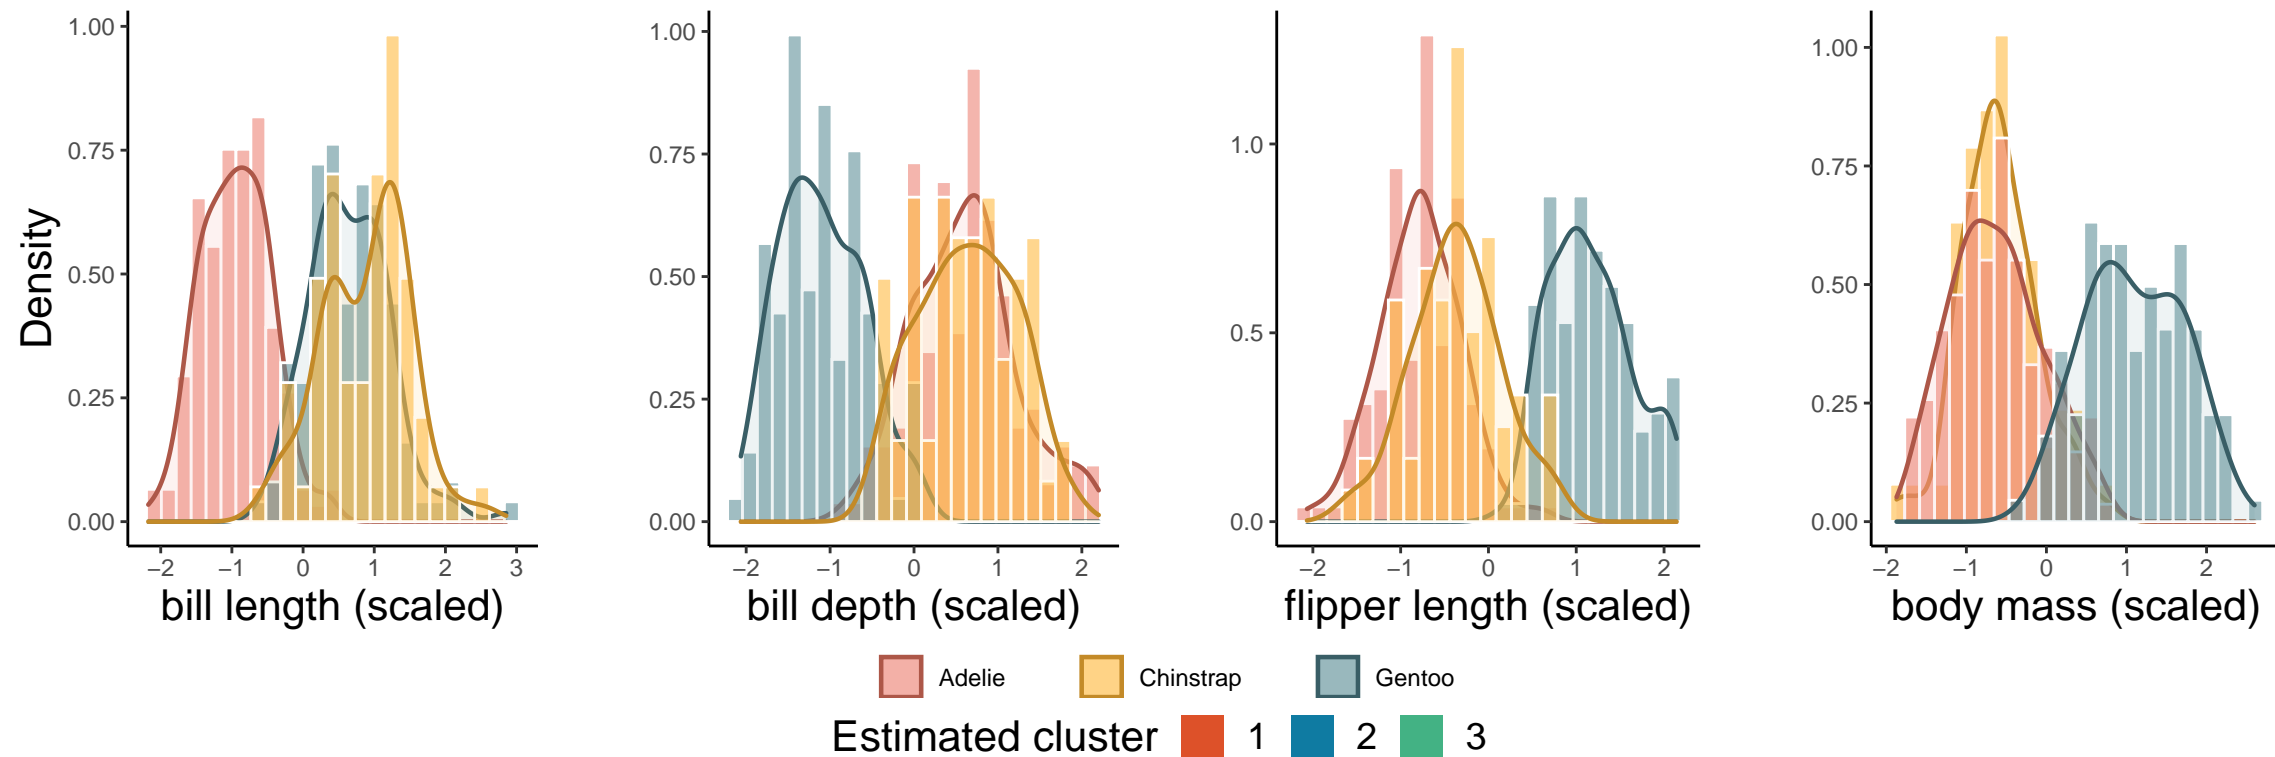 Density
1.00
0.75
0.50
0.25
0.00
−2 −1 0 1 2 3
bill length (scaled)
1.00
0.75
0.50
0.25
0.00
−2 −1 0 1 2
bill depth (scaled)
1.0
0.5
0.0
−2 −1 0 1 2
flipper length (scaled)
1.00
0.75
0.50
0.25
0.00
−2 −1 0 1 2
body mass (scaled)
Adelie Chinstrap Gentoo
Estimated cluster 1 2 3